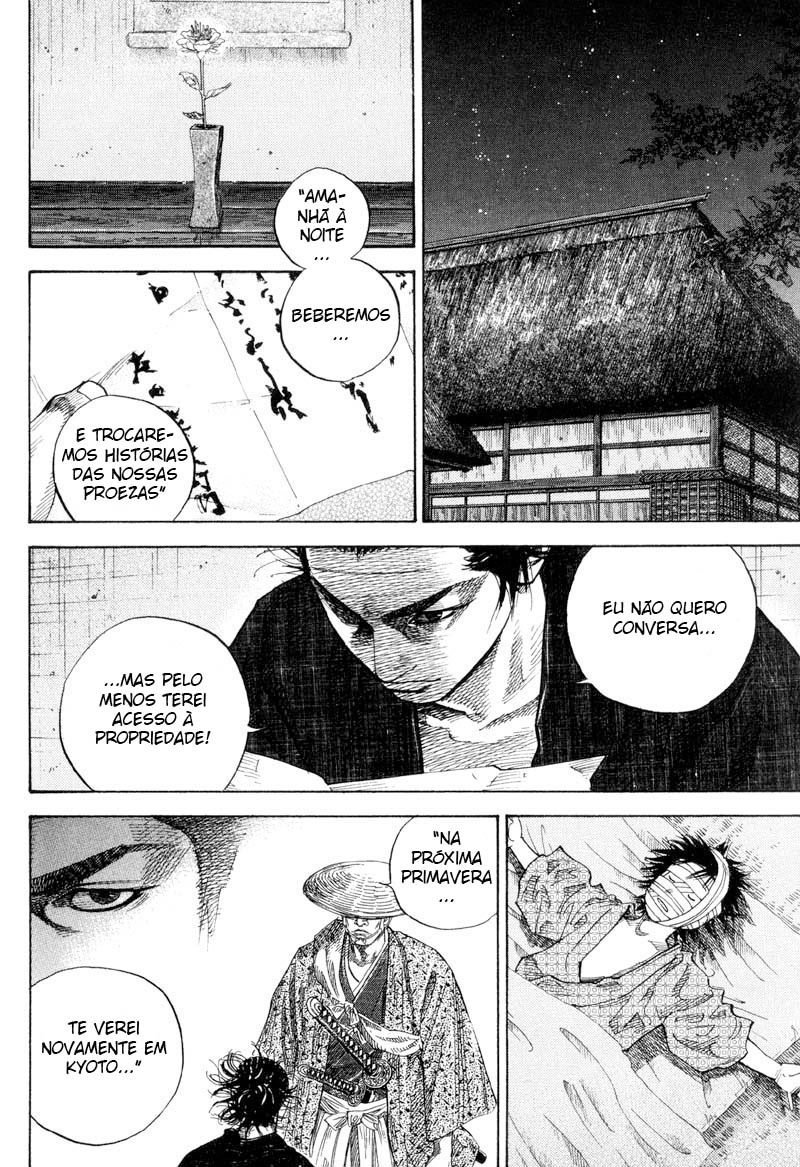 "AMA-
NHÃ À
NOITE
...
BEBEREMOS
...
E TROCARE-
MOS HISTÓRIAS
DAS NOSSAS
PROEZAS"
EU NÃO QUERO
CONVERSA...
...MAS PELO
MENOS TEREI
ACESSO À
PROPRIEDADE!
"NA
PRÓXIMA
PRIMAVERA
...
TE VEREI
NOVAMENTE EM
KYOTO..."